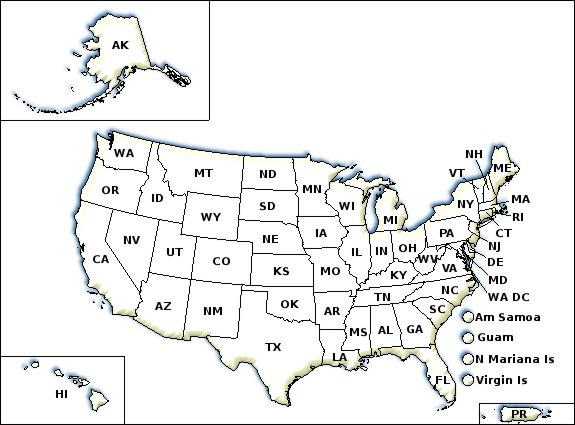 AK
NH
VT
ME
WA
MT
ND
MN
OR
ID
WY
SD
WI
MI
NY
MA
RI
CT
NV
UT
CO
NE
IA
IL
IN
OH
PA
NJ
DE
CA
KS
MO
KY
WV
VA
MD
WA DC
AZ
NM
OK
AR
TN
NC
SC
TX
LA
MS
AL
GA
FL
Am Samoa
Guam
N Mariana Is
Virgin Is
HI
PR